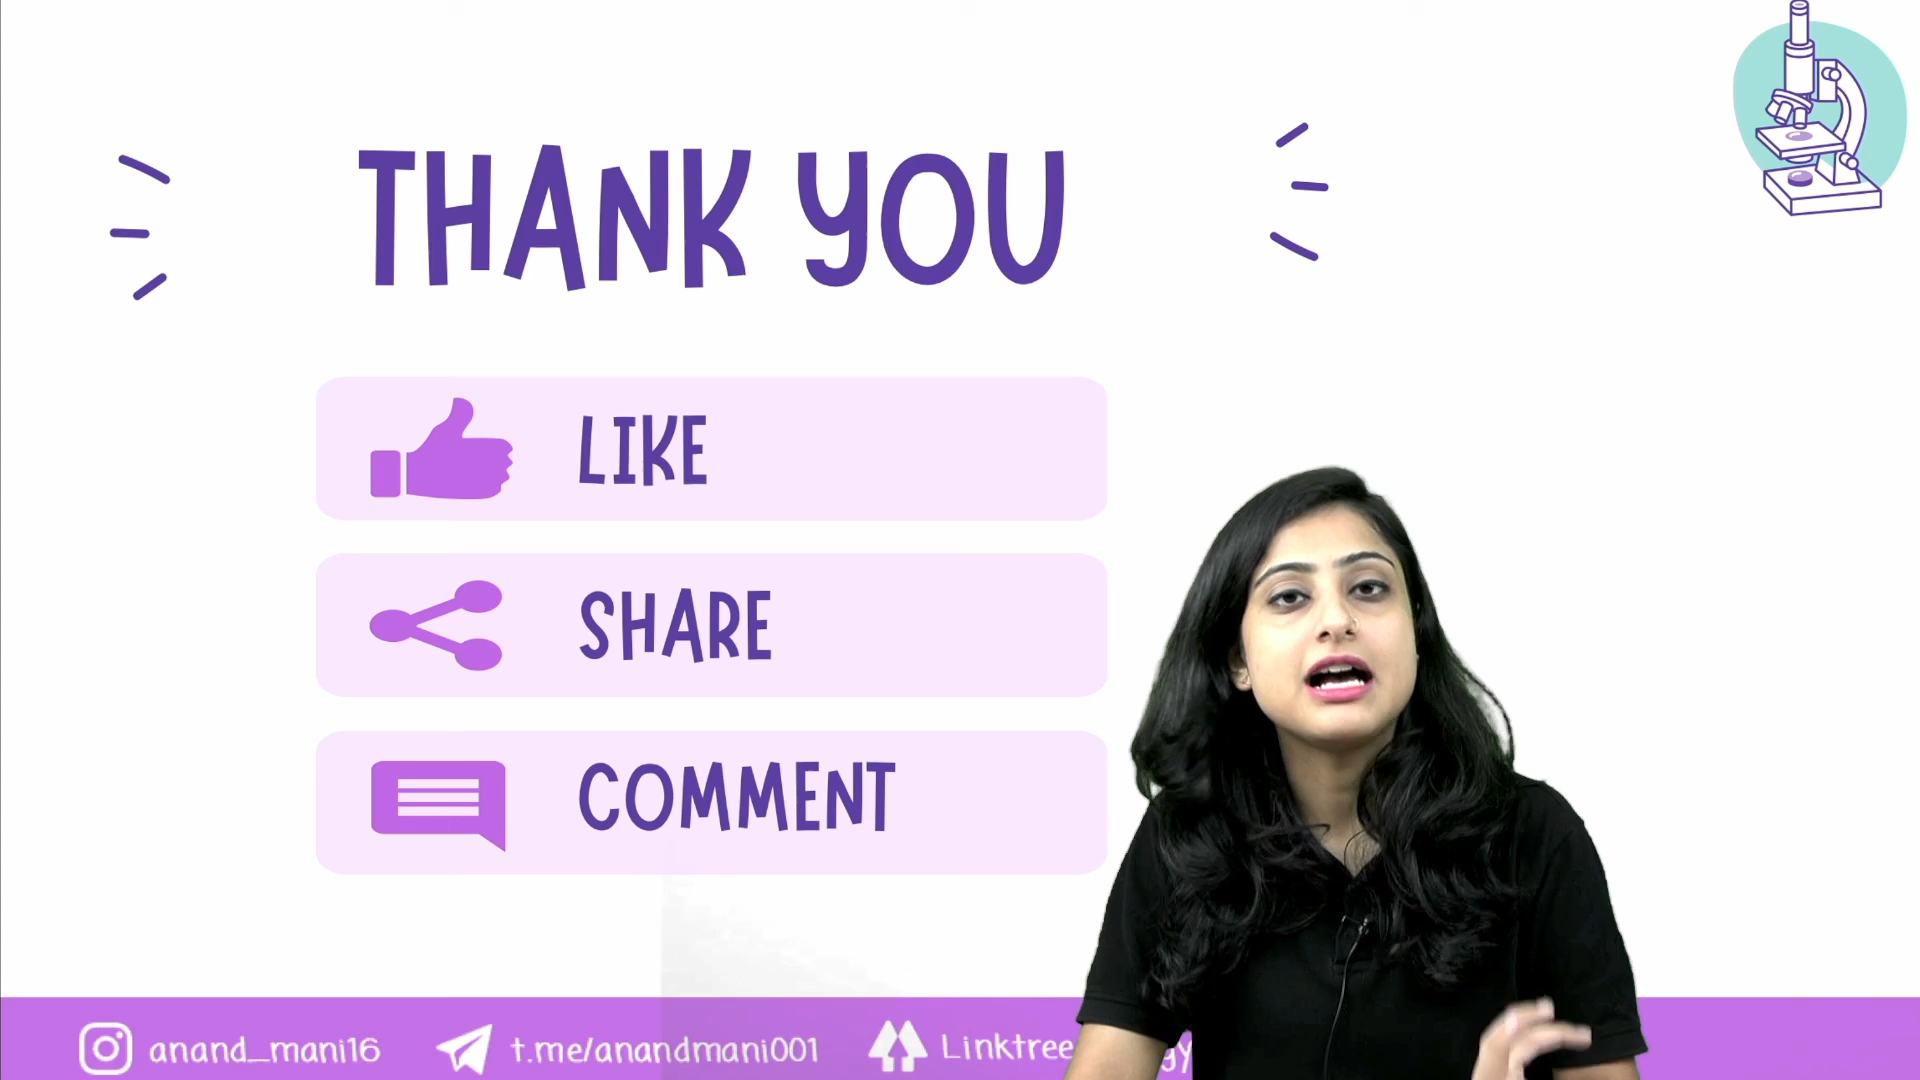 THANK YOU
LIKE
SHARE
COMMENT
anand_mani16
t.me/anandmani001
Linktree